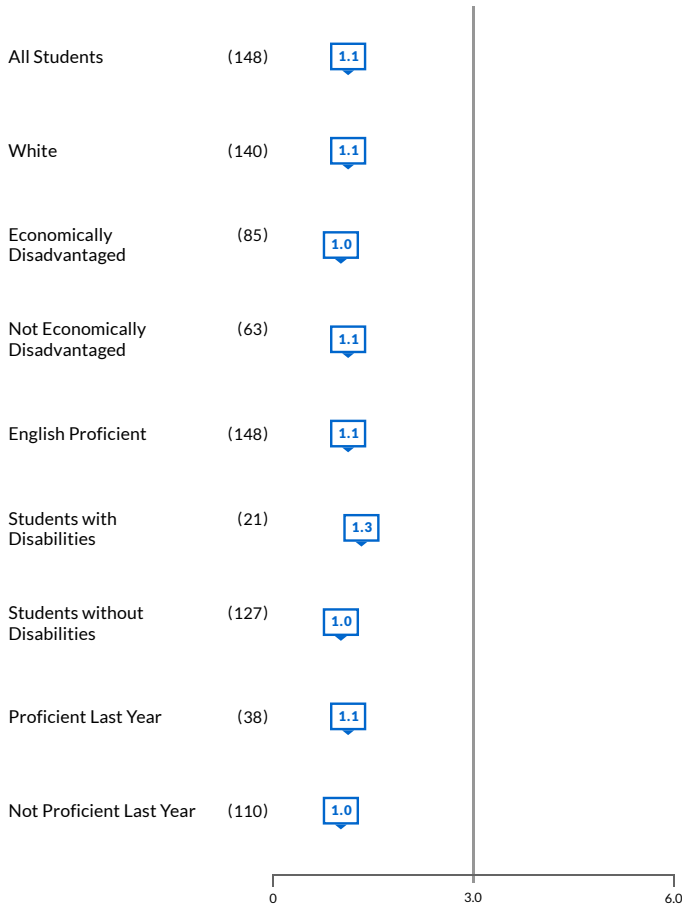 All Students (148) 1.1
White (140) 1.1
Economically (85) 1.0
Disadvantaged
Not Economically (63) 1.1
Disadvantaged
English Proficient (148) 1.1
Students with (21) 1.3
Disabilities
Students without (127) 1.0
Disabilities
Proficient Last Year (38) 1.1
Not Proficient Last Year (110) 1.0
0 3.0 6.0